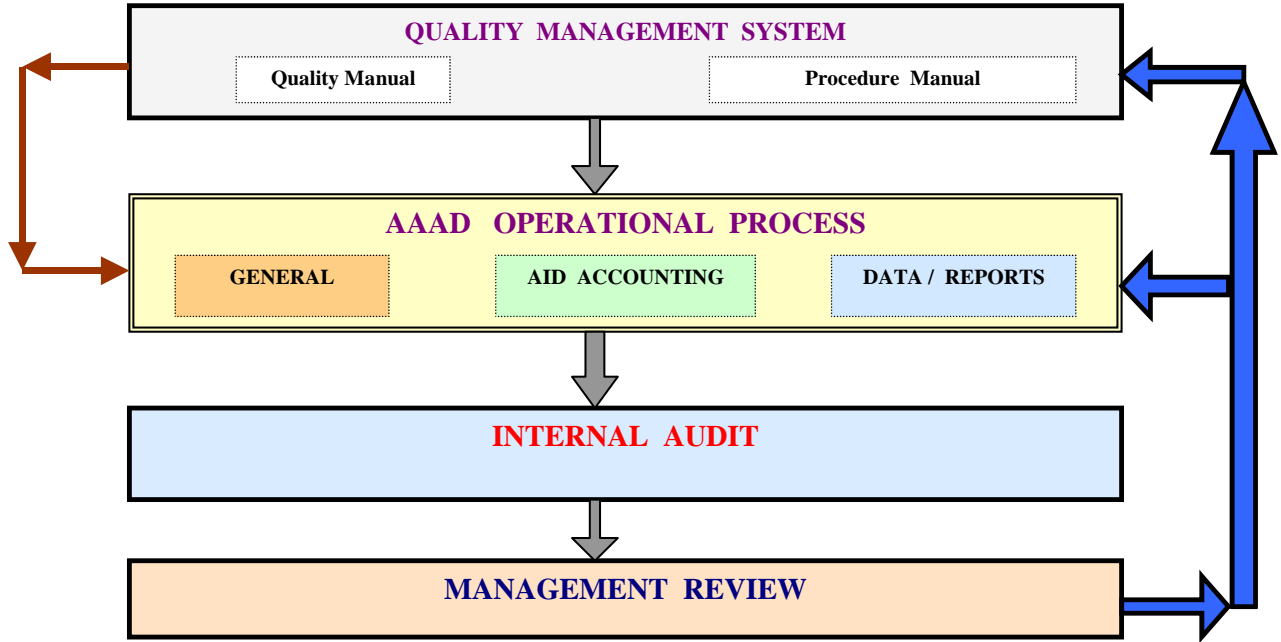 QUALITY MANAGEMENT SYSTEM
Quality Manual
Procedure Manual
AAAD OPERATIONAL PROCESS
GENERAL
AID ACCOUNTING
DATA / REPORTS
INTERNAL AUDIT
MANAGEMENT REVIEW